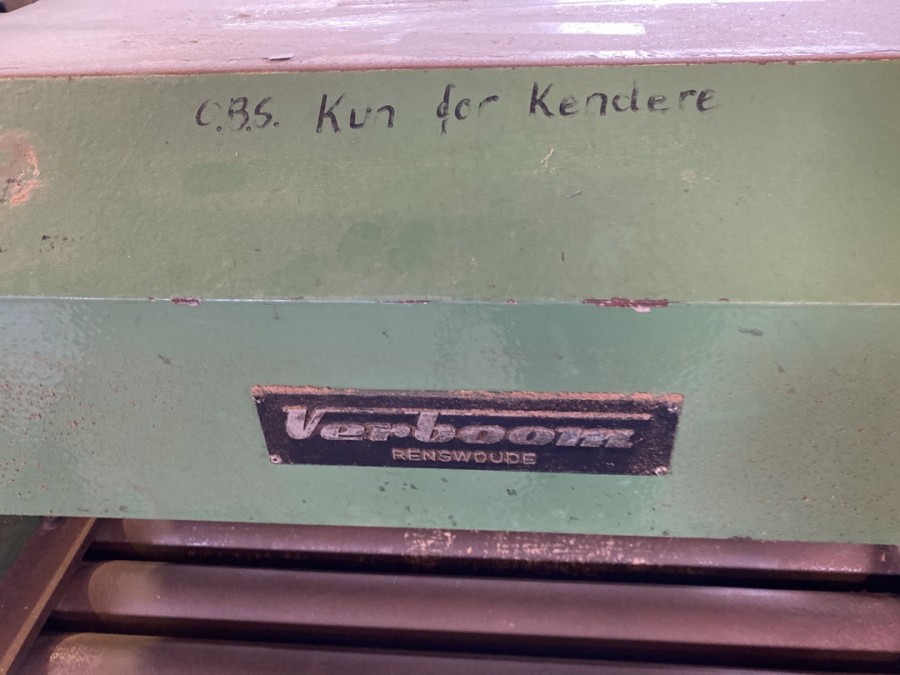 O.B.S. Kun for Kendere
Verboom
RENSWOUDE